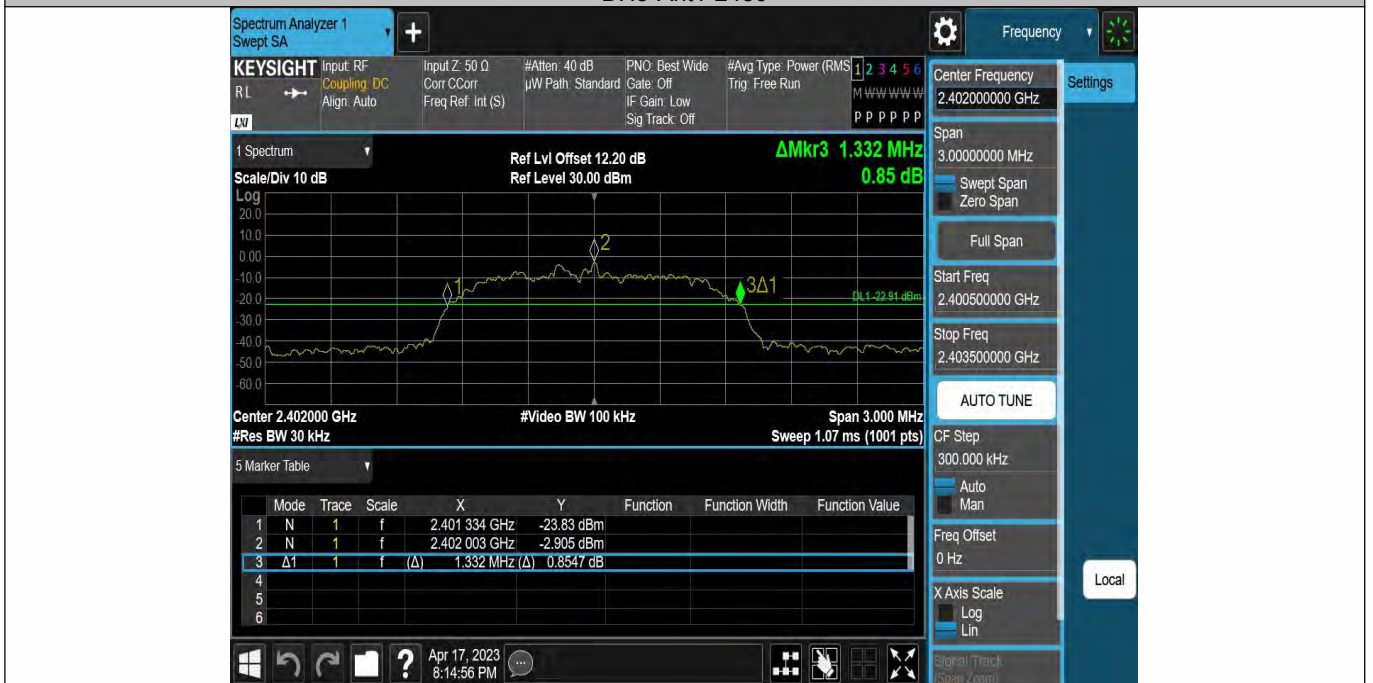 Spectrum Analyzer 1
Swept SA
+
Frequency
KEYSIGHT
RL
LXI
Input: RF
Coupling: DC
Align: Auto
Input Z: 50 Ω
Corr CCorr
Freq Ref: Int (S)
#Atten: 40 dB
µW Path: Standard
PNO: Best Wide
Gate: Off
IF Gain: Low
Sig Track: Off
#Avg Type: Power (RMS
Trig: Free Run
1 2 3 4 5 6
M W W W W W
P P P P P P
1 Spectrum
Scale/Div 10 dB
Ref Lvl Offset 12.20 dB
Ref Level 30.00 dBm
ΔMkr3 1.332 MHz
0.85 dB
Log
20.0
10.0
0.00
-10.0
-20.0
-30.0
-40.0
-50.0
-60.0
1
2
3Δ1
DL1 -22.91 dBm
Center 2.402000 GHz
#Video BW 100 kHz
Span 3.000 MHz
#Res BW 30 kHz
Sweep 1.07 ms (1001 pts)
5 Marker Table
Mode Trace Scale X Y Function Function Width Function Value
1 N 1 f 2.401 334 GHz -23.83 dBm
2 N 1 f 2.402 003 GHz -2.905 dBm
3 Δ1 1 f (Δ) 1.332 MHz (Δ) 0.8547 dB
4
5
6
Apr 17, 2023
8:14:56 PM
Center Frequency
2.402000000 GHz
Settings
Span
3.00000000 MHz
Swept Span
Zero Span
Full Span
Start Freq
2.400500000 GHz
Stop Freq
2.403500000 GHz
AUTO TUNE
CF Step
300.000 kHz
Auto
Man
Freq Offset
0 Hz
X Axis Scale
Log
Lin
Local
Signal Track
(Span Zoom)